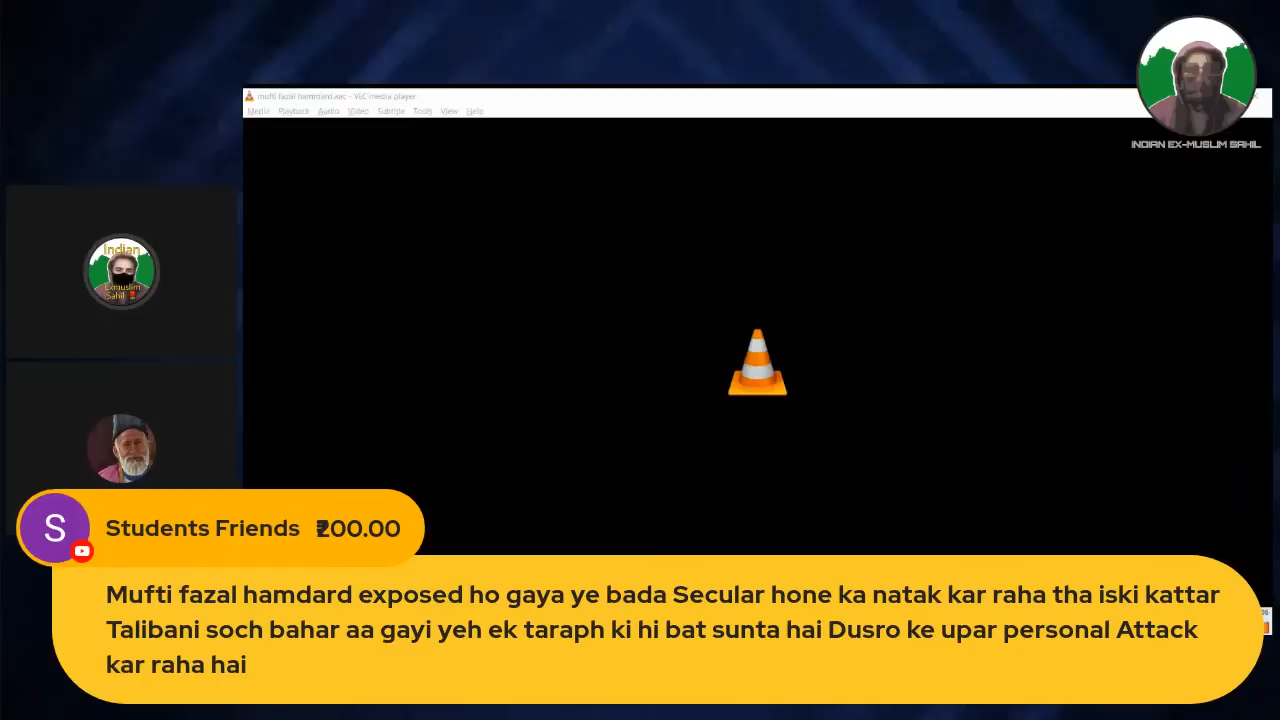 mufti fazal hamrdard.aac - VLC media player
Media Playback Audio Video Subtitle Tools View Help
INDIAN EX-MUSLIM SAHIL
Indian
Exmuslim
Sahil
S
Students Friends ₹200.00
Mufti fazal hamdard exposed ho gaya ye bada Secular hone ka natak kar raha tha iski kattar
Talibani soch bahar aa gayi yeh ek taraph ki hi bat sunta hai Dusro ke upar personal Attack
kar raha hai